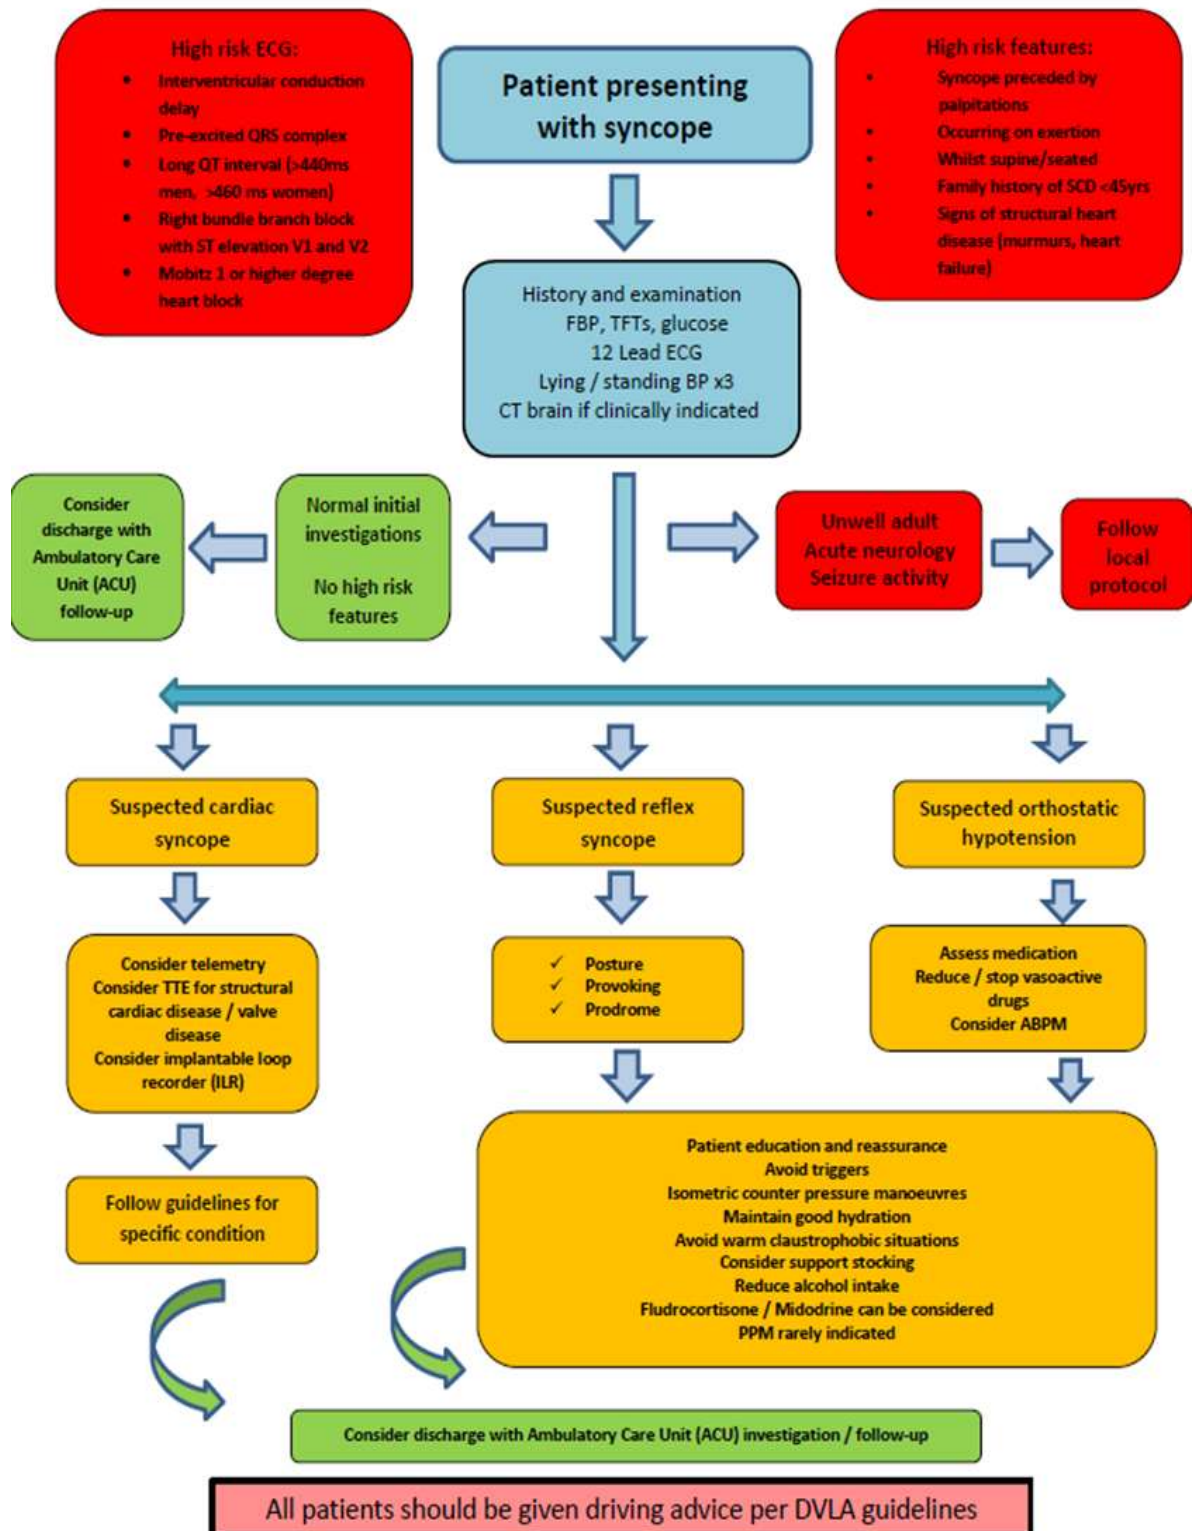 High risk ECG:
• Interventricular conduction
delay
• Pre-excited QRS complex
• Long QT interval (>440ms
men, >460 ms women)
• Right bundle branch block
with ST elevation V1 and V2
• Mobitz 1 or higher degree
heart block
Patient presenting
with syncope
High risk features:
• Syncope preceded by
palpitations
• Occurring on exertion
• Whilst supine/seated
• Family history of SCD <45yrs
• Signs of structural heart
disease (murmurs, heart
failure)
History and examination
FBP, TFTs, glucose
12 Lead ECG
Lying / standing BP x3
CT brain if clinically indicated
Consider
discharge with
Ambulatory Care
Unit (ACU)
follow-up
Normal initial
investigations
No high risk
features
Unwell adult
Acute neurology
Seizure activity
Follow
local
protocol
Suspected cardiac
syncope
Suspected reflex
syncope
Suspected orthostatic
hypotension
Consider telemetry
Consider TTE for structural
cardiac disease / valve
disease
Consider implantable loop
recorder (ILR)
✓ Posture
✓ Provoking
✓ Prodrome
Assess medication
Reduce / stop vasoactive
drugs
Consider ABPM
Follow guidelines for
specific condition
Patient education and reassurance
Avoid triggers
Isometric counter pressure manoeuvres
Maintain good hydration
Avoid warm claustrophobic situations
Consider support stocking
Reduce alcohol intake
Fludrocortisone / Midodrine can be considered
PPM rarely indicated
Consider discharge with Ambulatory Care Unit (ACU) investigation / follow-up
All patients should be given driving advice per DVLA guidelines